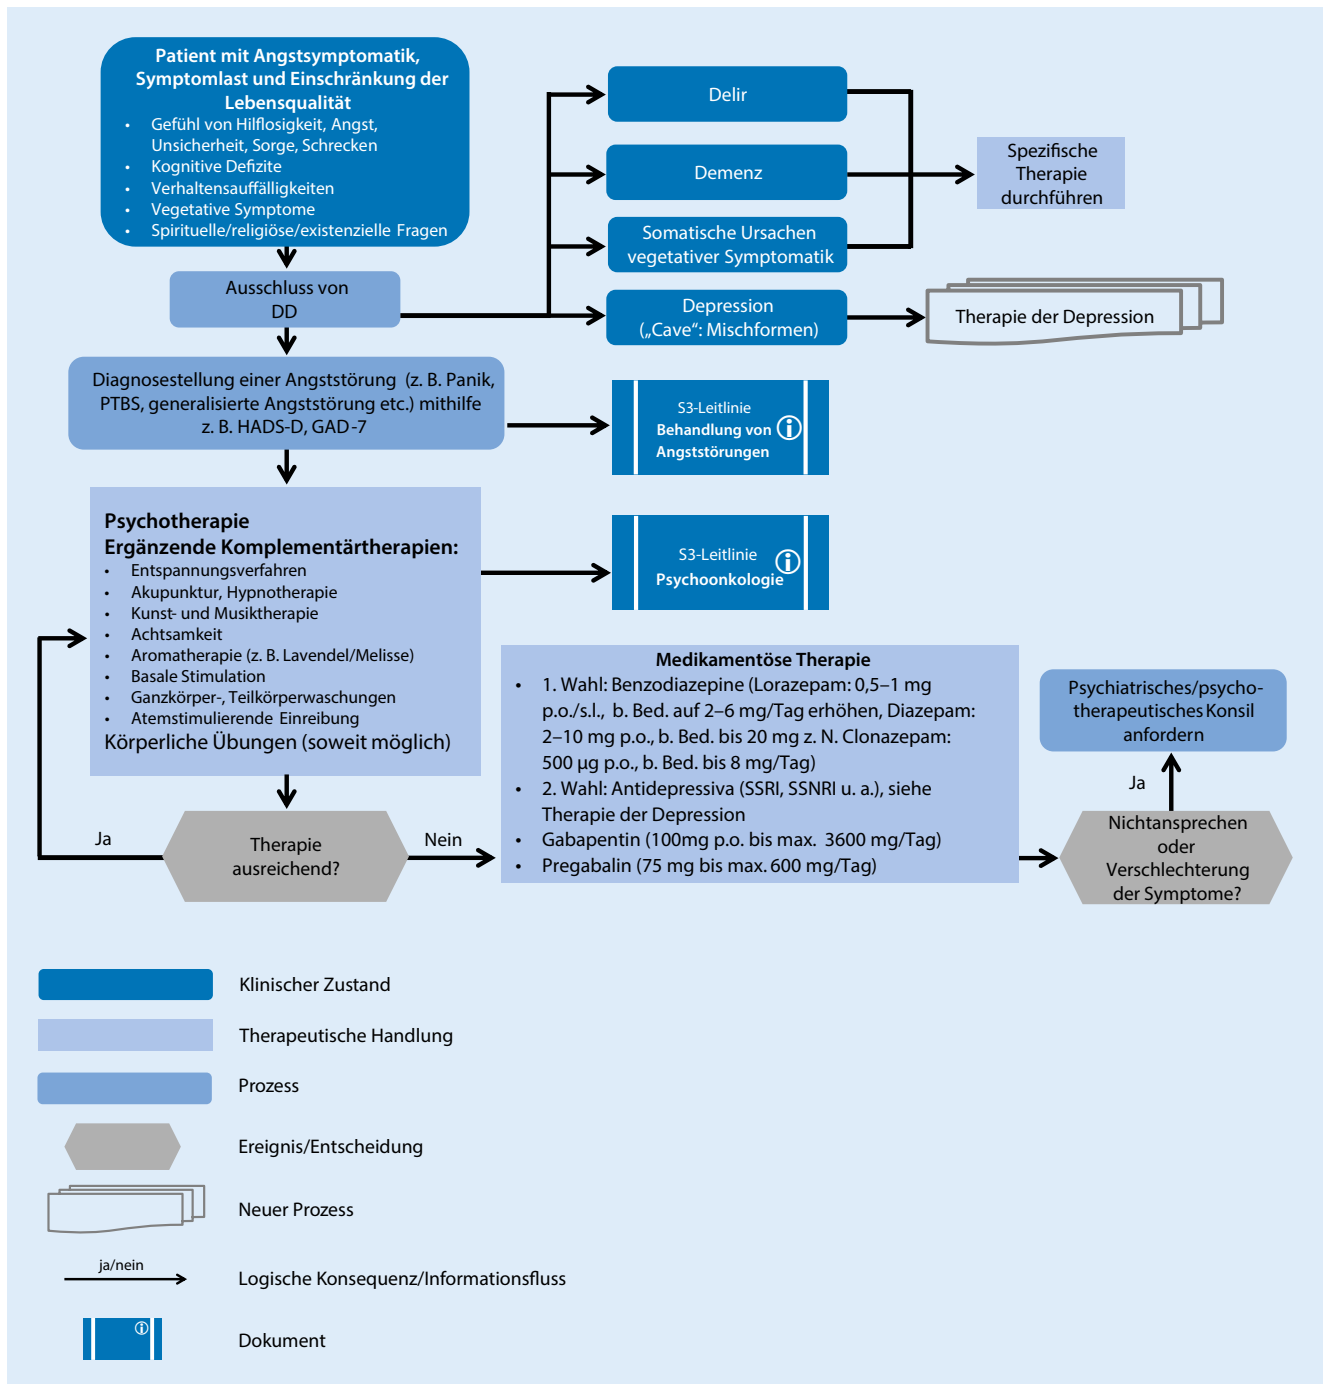 Patient mit Angstsymptomatik,
Symptomlast und Einschränkung der
Lebensqualität
• Gefühl von Hilflosigkeit, Angst,
Unsicherheit, Sorge, Schrecken
• Kognitive Defizite
• Verhaltensauffälligkeiten
• Vegetative Symptome
• Spirituelle/religiöse/existenzielle Fragen
Delir
Demenz
Somatische Ursachen
vegetativer Symptomatik
Depression
(„Cave“: Mischformen)
Spezifische
Therapie
durchführen
Therapie der Depression
Ausschluss von
DD
Diagnosestellung einer Angststörung (z. B. Panik,
PTBS, generalisierte Angststörung etc.) mithilfe
z. B. HADS-D, GAD-7
S3-Leitlinie
Behandlung von
Angststörungen
Psychotherapie
Ergänzende Komplementärtherapien:
• Entspannungsverfahren
• Akupunktur, Hypnotherapie
• Kunst- und Musiktherapie
• Achtsamkeit
• Aromatherapie (z. B. Lavendel/Melisse)
• Basale Stimulation
• Ganzkörper-, Teilkörperwaschungen
• Atemstimulierende Einreibung
Körperliche Übungen (soweit möglich)
S3-Leitlinie
Psychoonkologie
Ja
Therapie
ausreichend?
Nein
Medikamentöse Therapie
• 1. Wahl: Benzodiazepine (Lorazepam: 0,5–1 mg
p.o./s.l., b. Bed. auf 2–6 mg/Tag erhöhen, Diazepam:
2–10 mg p.o., b. Bed. bis 20 mg z. N. Clonazepam:
500 µg p.o., b. Bed. bis 8 mg/Tag)
• 2. Wahl: Antidepressiva (SSRI, SSNRI u. a.), siehe
Therapie der Depression
• Gabapentin (100mg p.o. bis max. 3600 mg/Tag)
• Pregabalin (75 mg bis max. 600 mg/Tag)
Psychiatrisches/psycho-
therapeutisches Konsil
anfordern
Ja
Nichtansprechen
oder
Verschlechterung
der Symptome?
Klinischer Zustand
Therapeutische Handlung
Prozess
Ereignis/Entscheidung
Neuer Prozess
ja/nein
Logische Konsequenz/Informationsfluss
Dokument